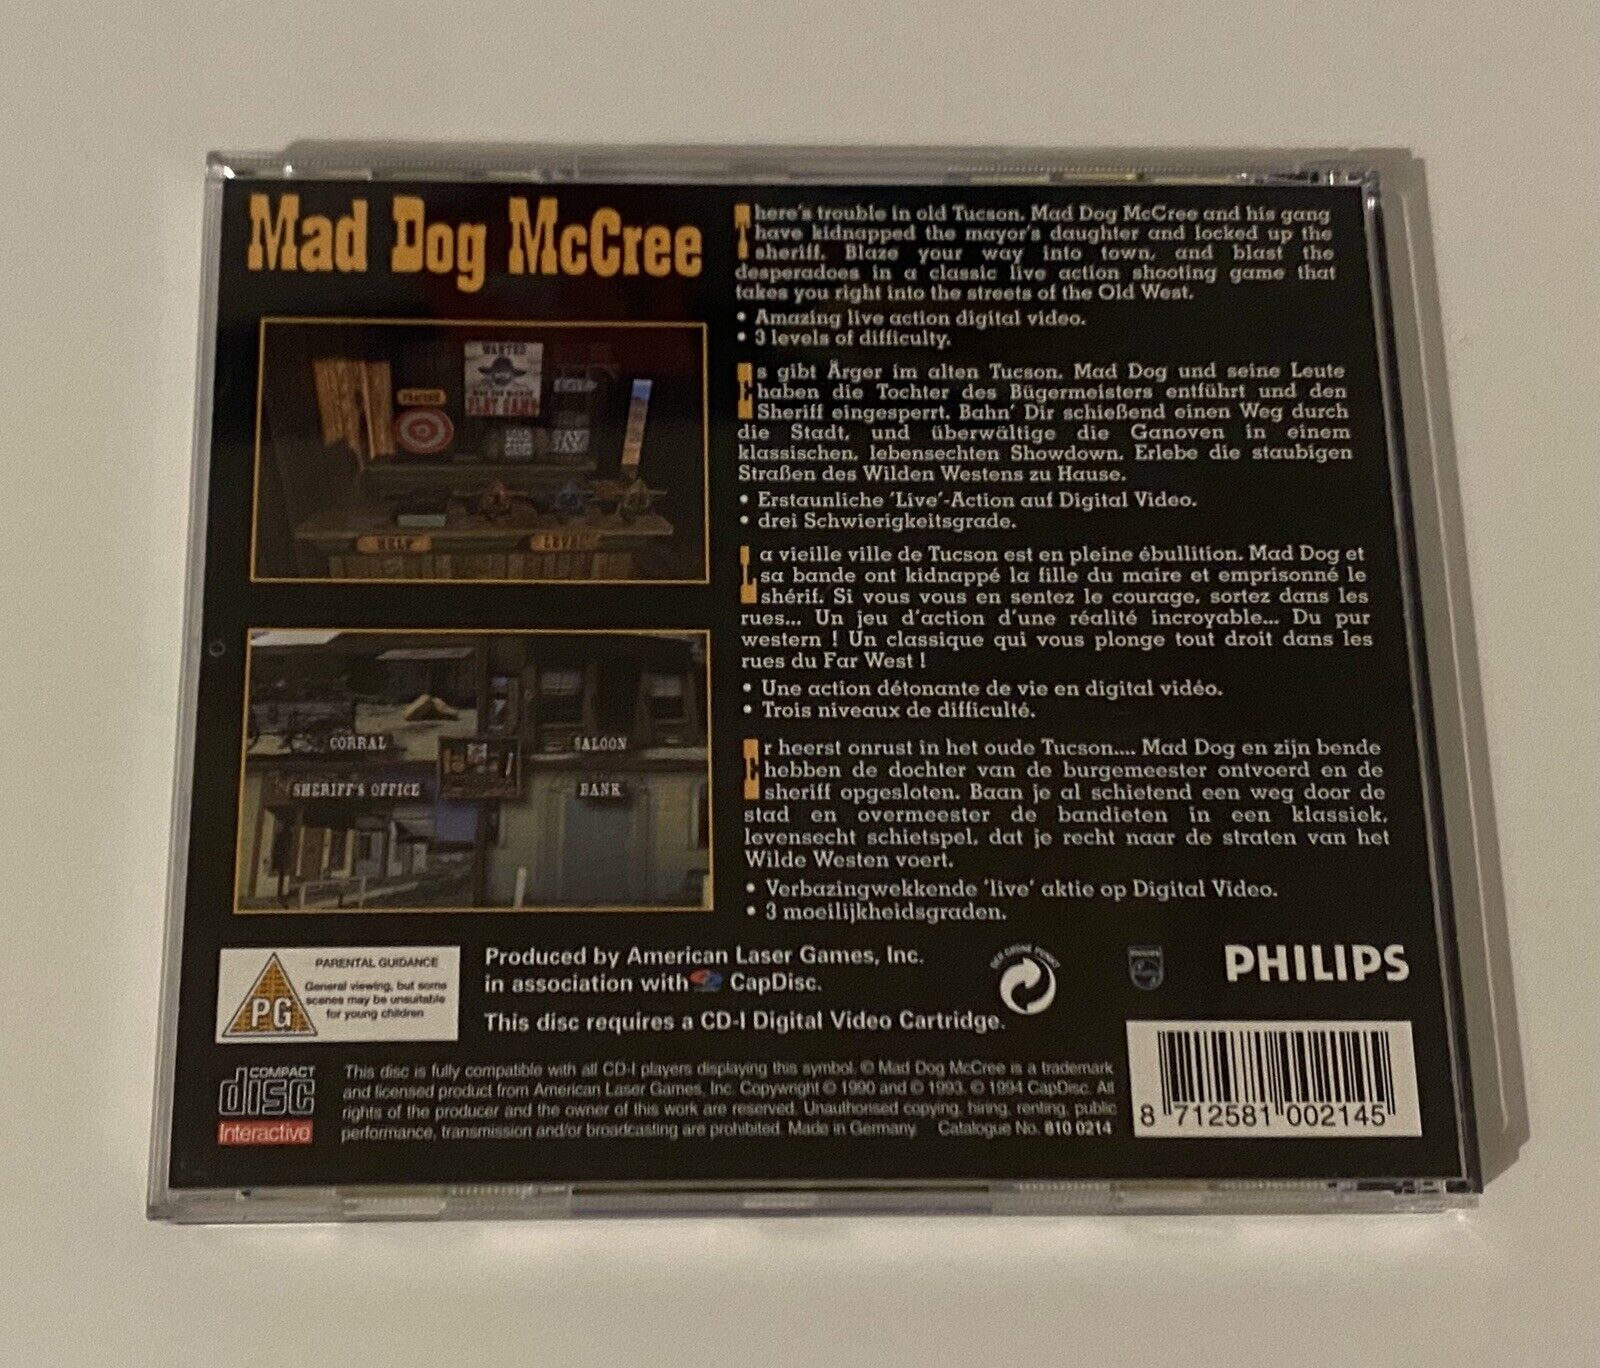 Mad Dog McCree
WANTED
PLAY GAME
PRACTISE
HELP
LEVEL
CORRAL
SALOON
SHERIFF'S OFFICE
BANK
There's trouble in old Tucson. Mad Dog McCree and his gang
have kidnapped the mayor's daughter and locked up the
sheriff. Blaze your way into town, and blast the
desperadoes in a classic live action shooting game that
takes you right into the streets of the Old West.
• Amazing live action digital video.
• 3 levels of difficulty.
Es gibt Ärger im alten Tucson. Mad Dog und seine Leute
haben die Tochter des Bügermeisters entführt und den
Sheriff eingesperrt. Bahn' Dir schießend einen Weg durch
die Stadt, und überwältige die Ganoven in einem
klassischen, lebensechten Showdown. Erlebe die staubigen
Straßen des Wilden Westens zu Hause.
• Erstaunliche 'Live'-Action auf Digital Video.
• drei Schwierigkeitsgrade.
La vieille ville de Tucson est en pleine ébullition. Mad Dog et
sa bande ont kidnappé la fille du maire et emprisonné le
shérif. Si vous vous en sentez le courage, sortez dans les
rues... Un jeu d'action d'une réalité incroyable... Du pur
western ! Un classique qui vous plonge tout droit dans les
rues du Far West !
• Une action détonante de vie en digital vidéo.
• Trois niveaux de difficulté.
Er heerst onrust in het oude Tucson.... Mad Dog en zijn bende
hebben de dochter van de burgemeester ontvoerd en de
sheriff opgesloten. Baan je al schietend een weg door de
stad en overmeester de bandieten in een klassiek,
levensecht schietspel, dat je recht naar de straten van het
Wilde Westen voert.
• Verbazingwekkende 'live' aktie op Digital Video.
• 3 moeilijkheidsgraden.
PG
PARENTAL GUIDANCE
General viewing, but some
scenes may be unsuitable
for young children
Produced by American Laser Games, Inc.
in association with CapDisc.
This disc requires a CD-I Digital Video Cartridge.
DER GRÜNE PUNKT
PHILIPS
PHILIPS
COMPACT
disc
Interactive
This disc is fully compatible with all CD-I players displaying this symbol. © Mad Dog McCree is a trademark
and licensed product from American Laser Games, Inc. Copywright © 1990 and © 1993. © 1994 CapDisc. All
rights of the producer and the owner of this work are reserved. Unauthorised copying, hiring, renting, public
performance, transmission and/or broadcasting are prohibited. Made in Germany Catalogue No. 810 0214
8 712581 002145